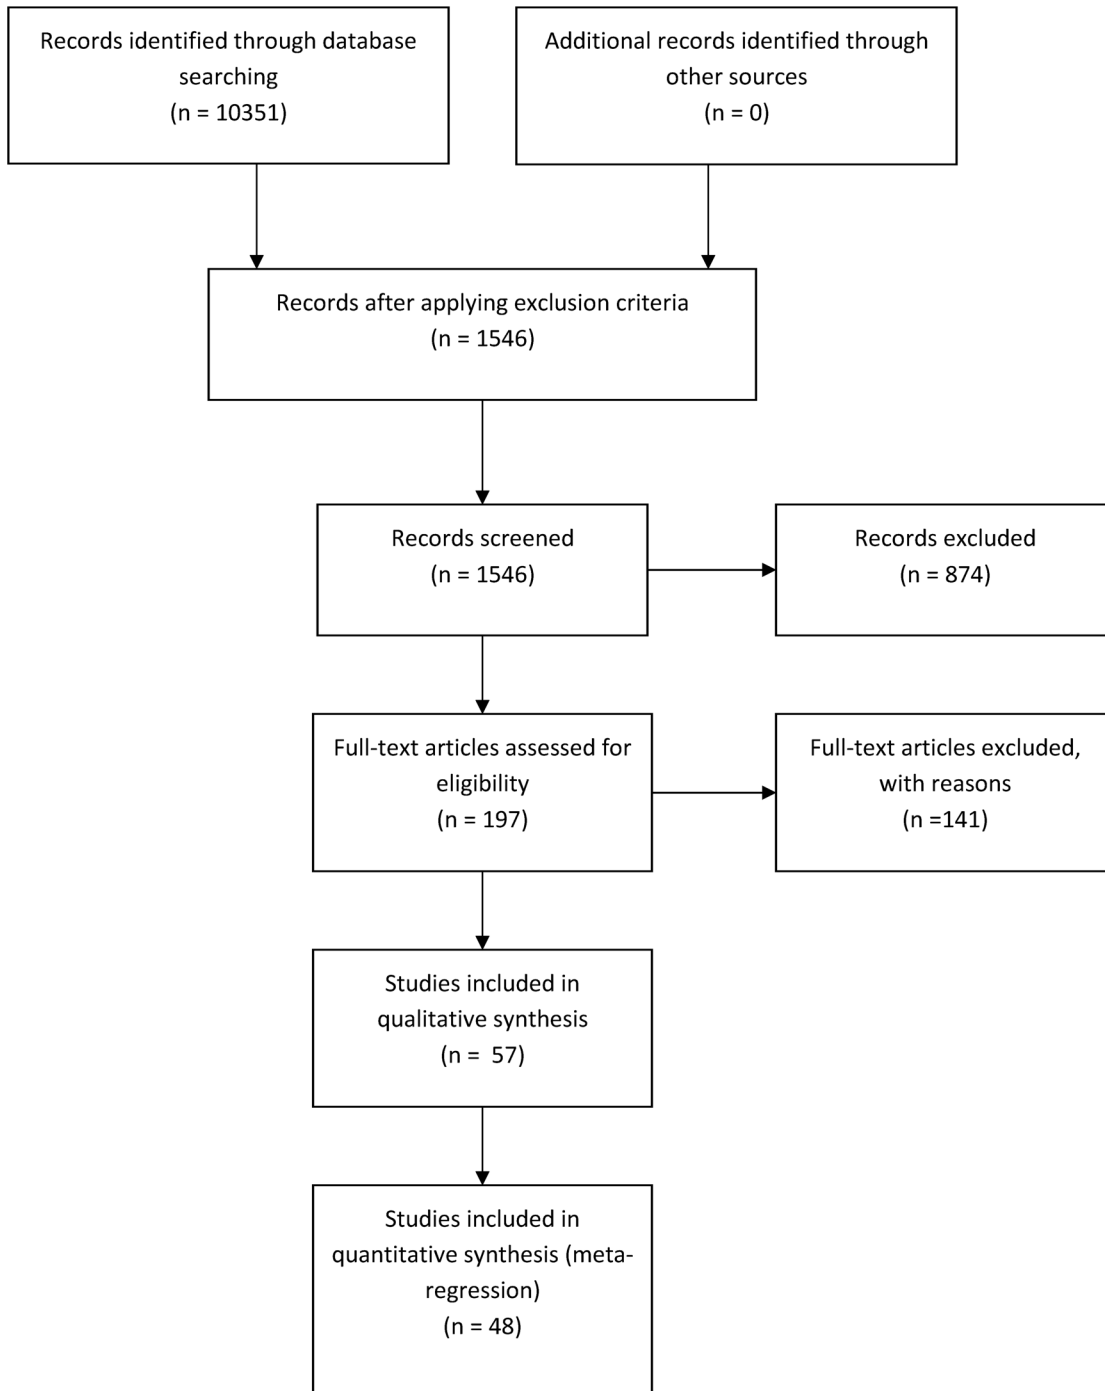 Records identified through database
searching
(n = 10351)
Additional records identified through
other sources
(n = 0)
Records after applying exclusion criteria
(n = 1546)
Records screened
(n = 1546)
Records excluded
(n = 874)
Full-text articles assessed for
eligibility
(n = 197)
Full-text articles excluded,
with reasons
(n =141)
Studies included in
qualitative synthesis
(n =  57)
Studies included in
quantitative synthesis (meta-
regression)
(n = 48)